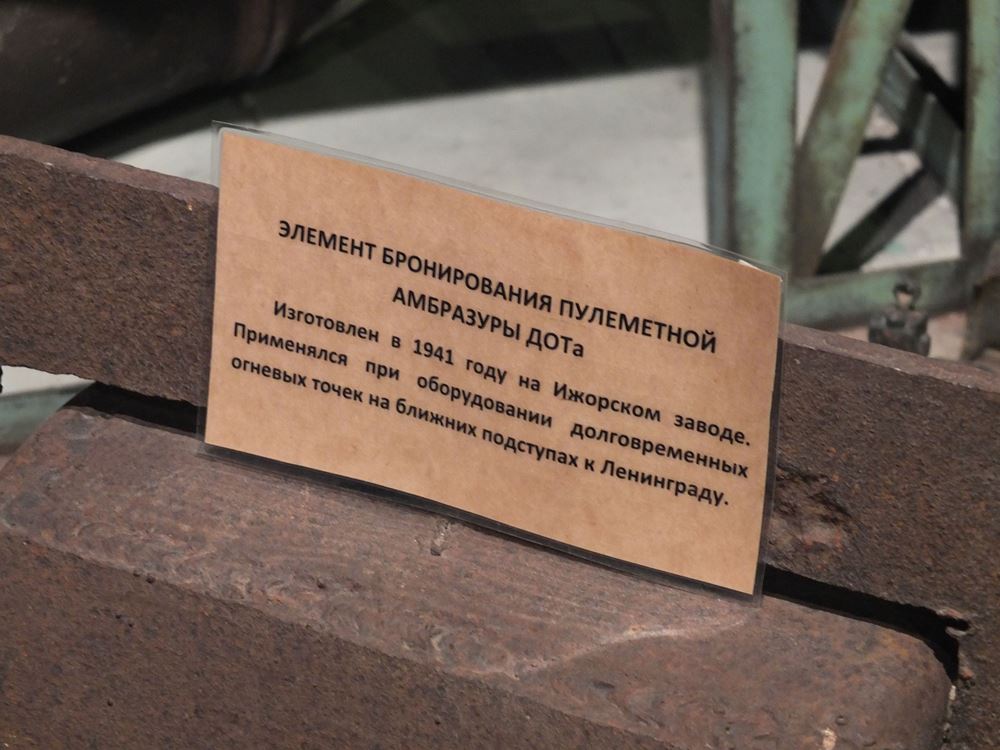 ЭЛЕМЕНТ БРОНИРОВАНИЯ ПУЛЕМЕТНОЙ
АМБРАЗУРЫ ДОТа
Изготовлен в 1941 году на Ижорском заводе.
Применялся при оборудовании долговременных
огневых точек на ближних подступах к Ленинграду.